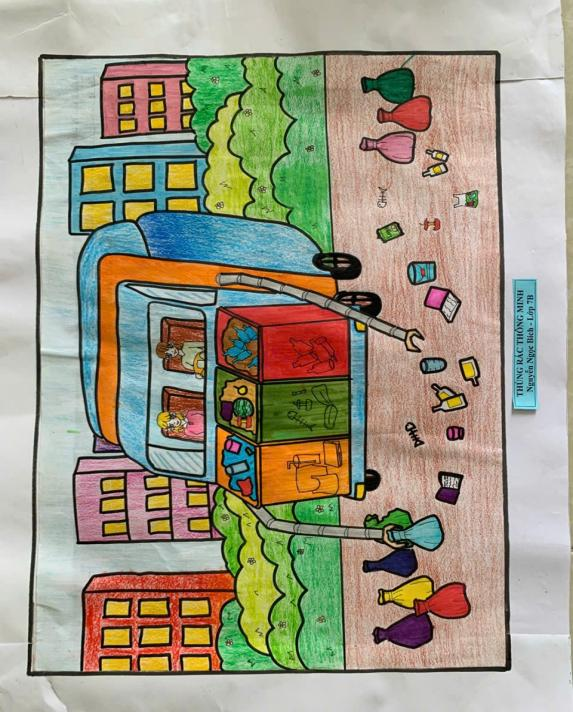 THÙNG RÁC THÔNG MINH
Nguyễn Ngọc Bích - Lớp 7B